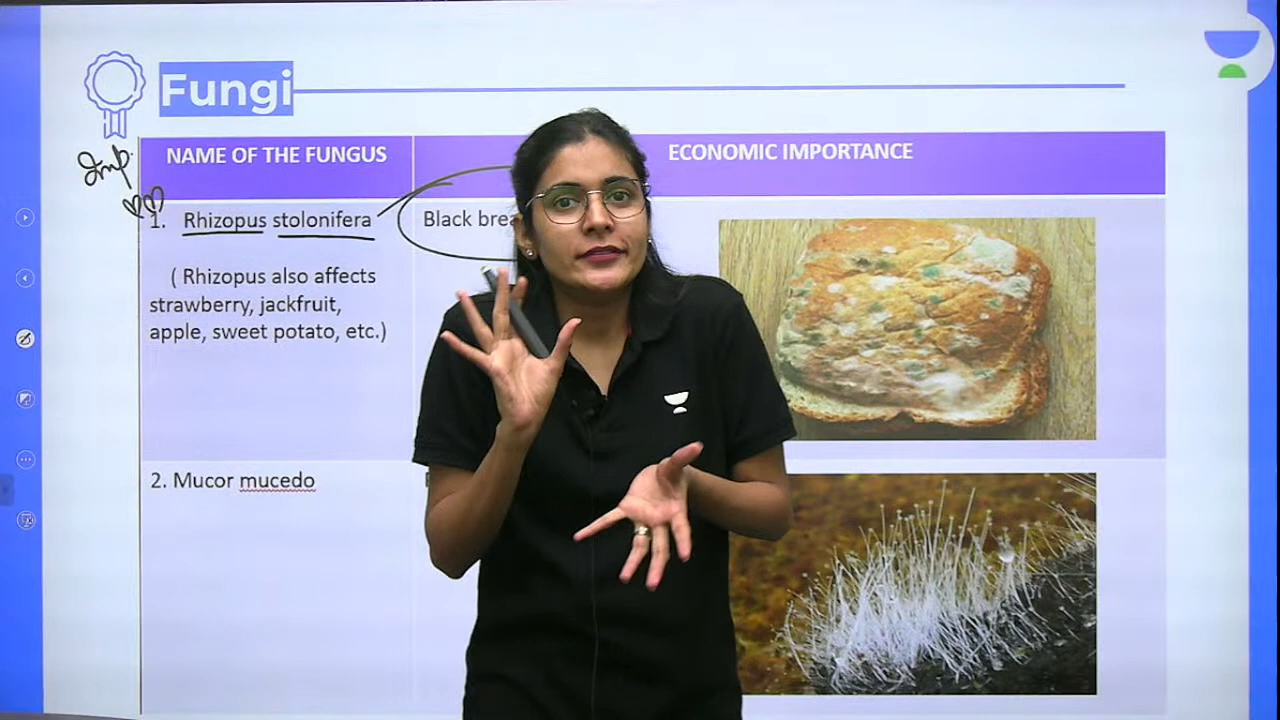 Fungi
NAME OF THE FUNGUS
ECONOMIC IMPORTANCE
Imp.
1. Rhizopus stolonifera
Black
( Rhizopus also affects
strawberry, jackfruit,
apple, sweet potato, etc.)
2. Mucor mucedo